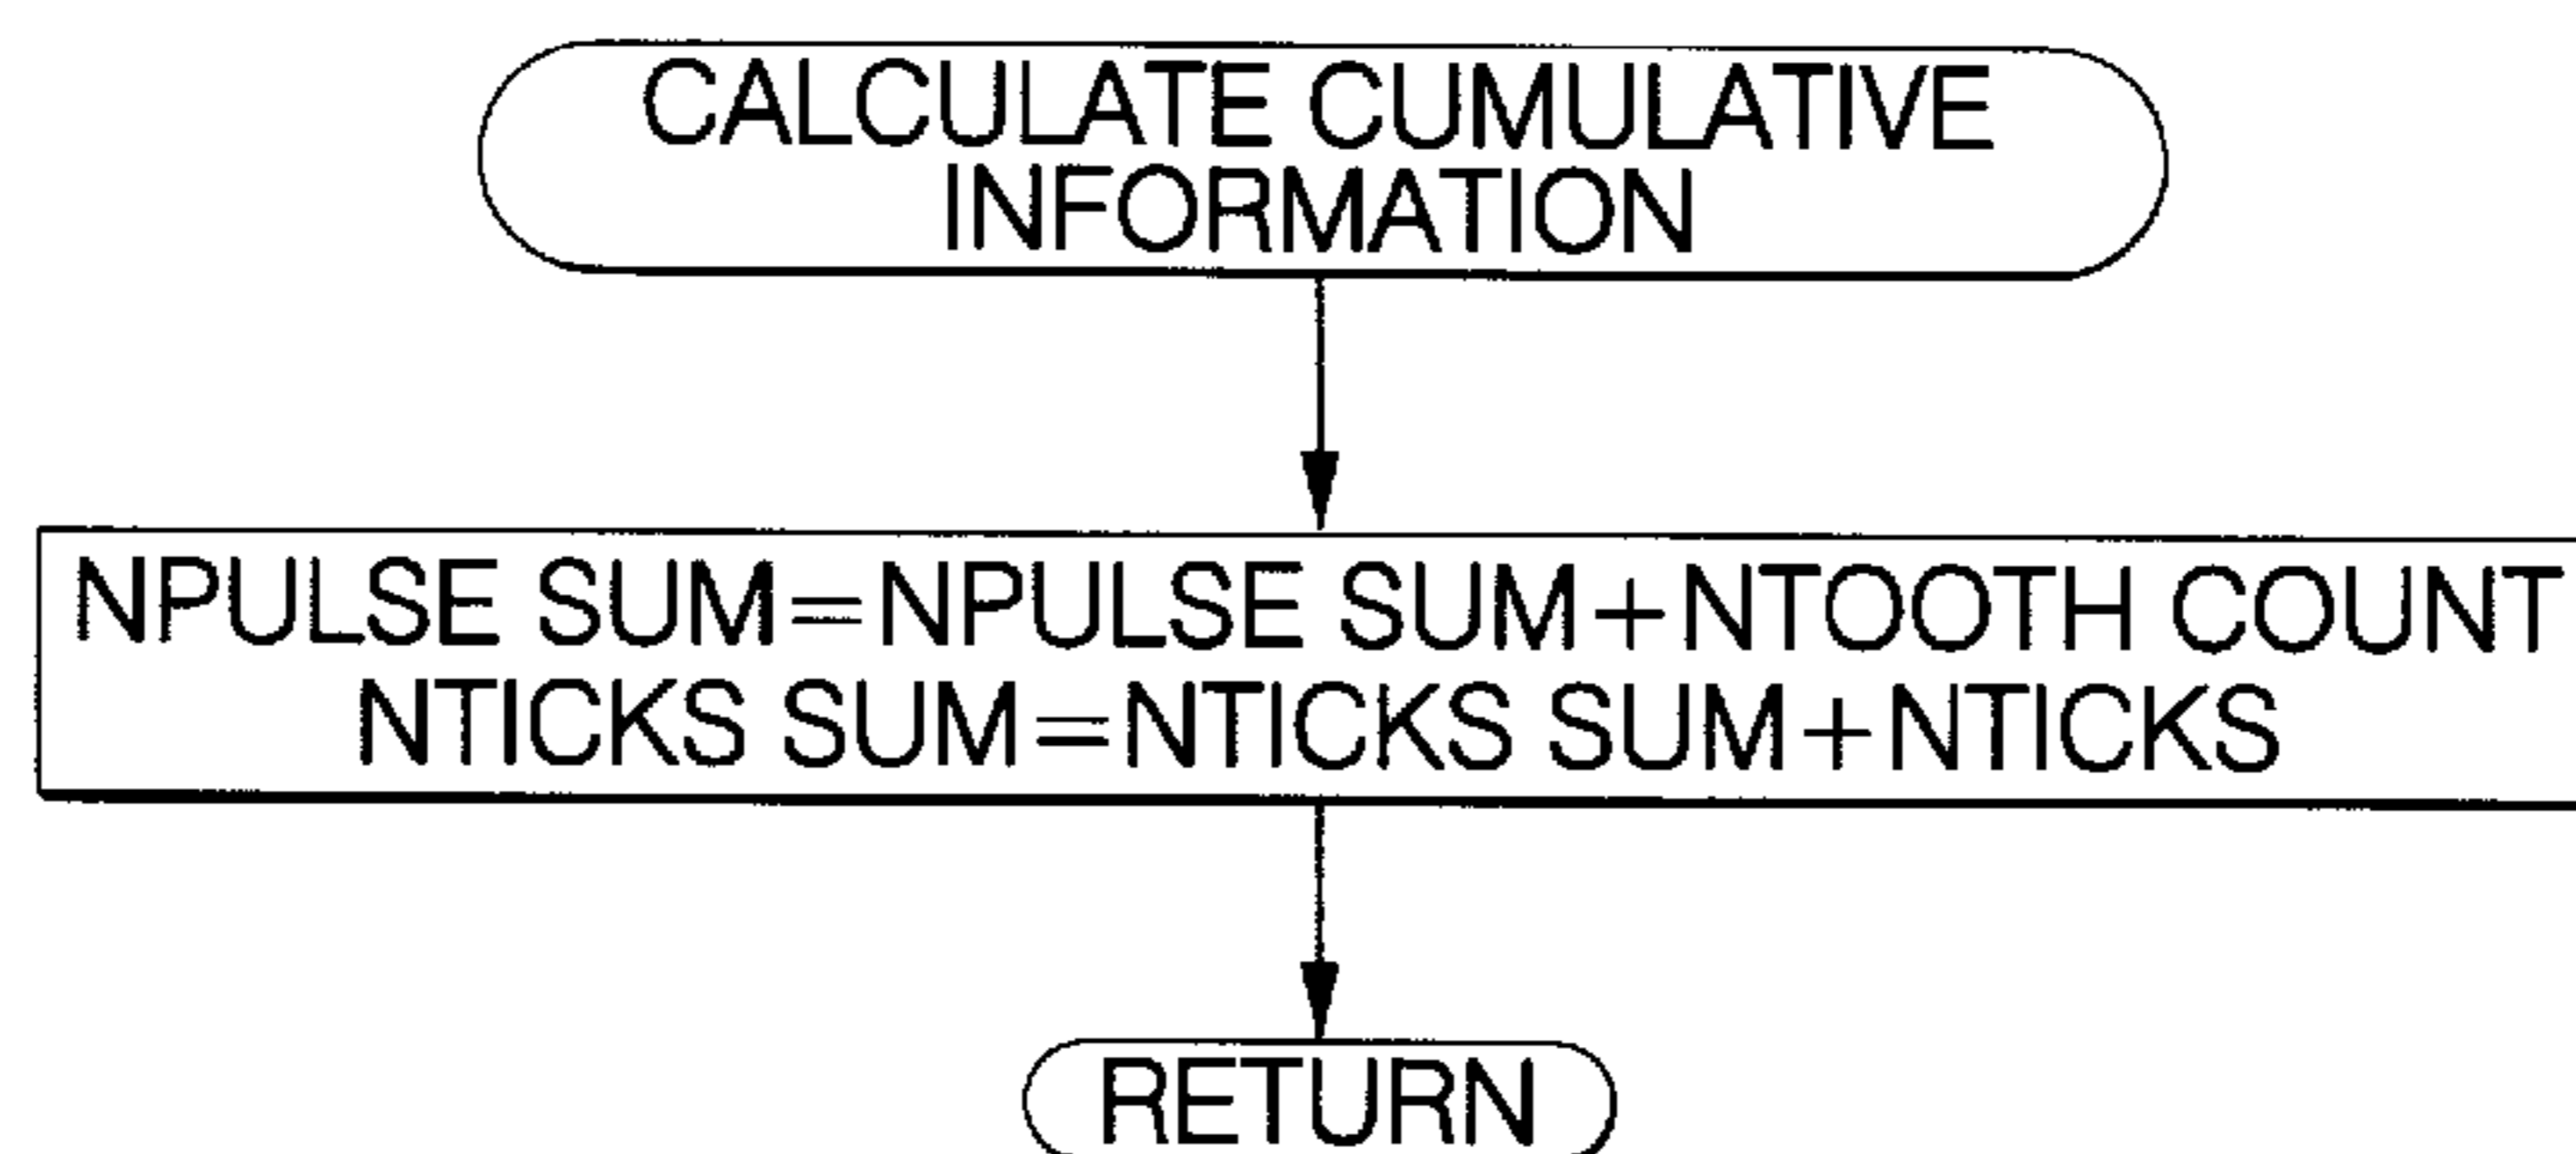 CALCULATE CUMULATIVE
INFORMATION
NPULSE SUM=NPULSE SUM+NTOOTH COUNT
NTICKS SUM=NTICKS SUM+NTICKS
RETURN